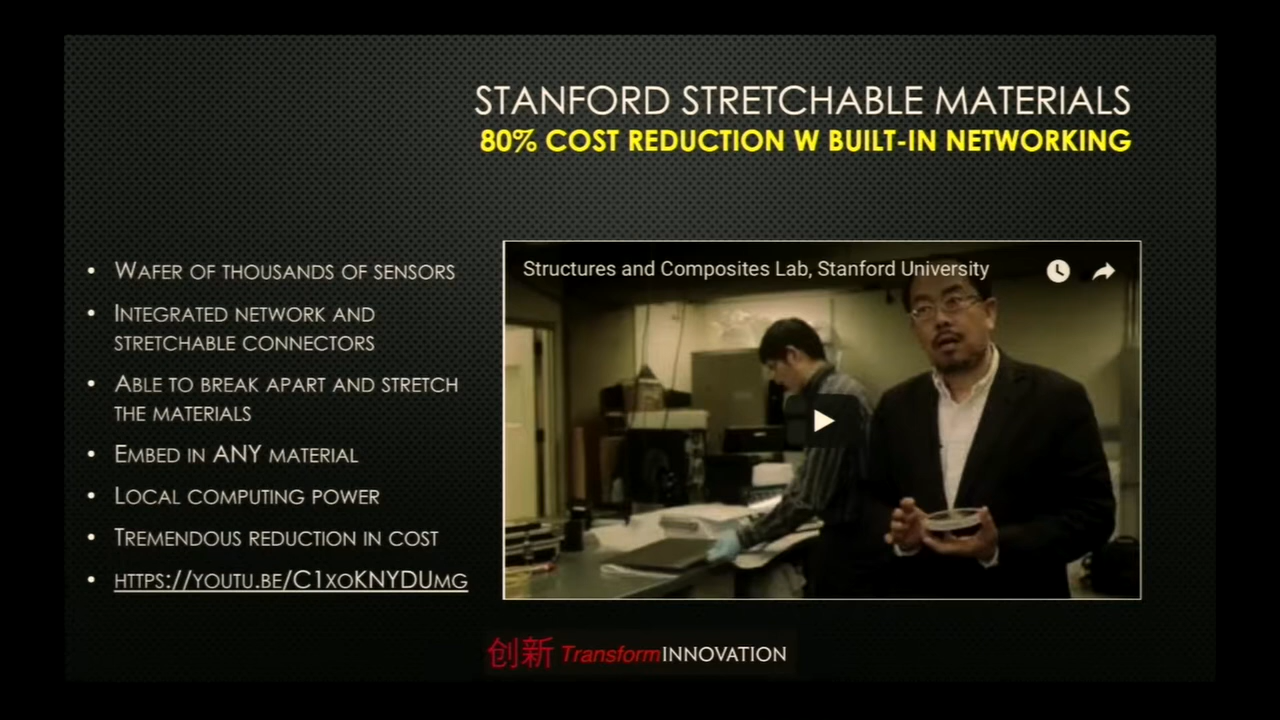 STANFORD STRETCHABLE MATERIALS
80% COST REDUCTION W BUILT-IN NETWORKING
• WAFER OF THOUSANDS OF SENSORS
• INTEGRATED NETWORK AND
STRETCHABLE CONNECTORS
• ABLE TO BREAK APART AND STRETCH
THE MATERIALS
• EMBED IN ANY MATERIAL
• LOCAL COMPUTING POWER
• TREMENDOUS REDUCTION IN COST
• HTTPS://YOUTU.BE/C1XOKNYDUMG
Structures and Composites Lab, Stanford University
创新 TransformINNOVATION